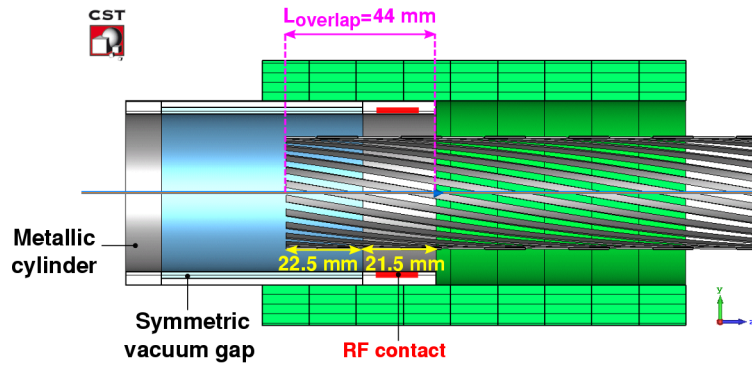 CST
Loverlap=44 mm
22.5 mm
21.5 mm
Metallic
cylinder
Symmetric
vacuum gap
RF contact
y
z